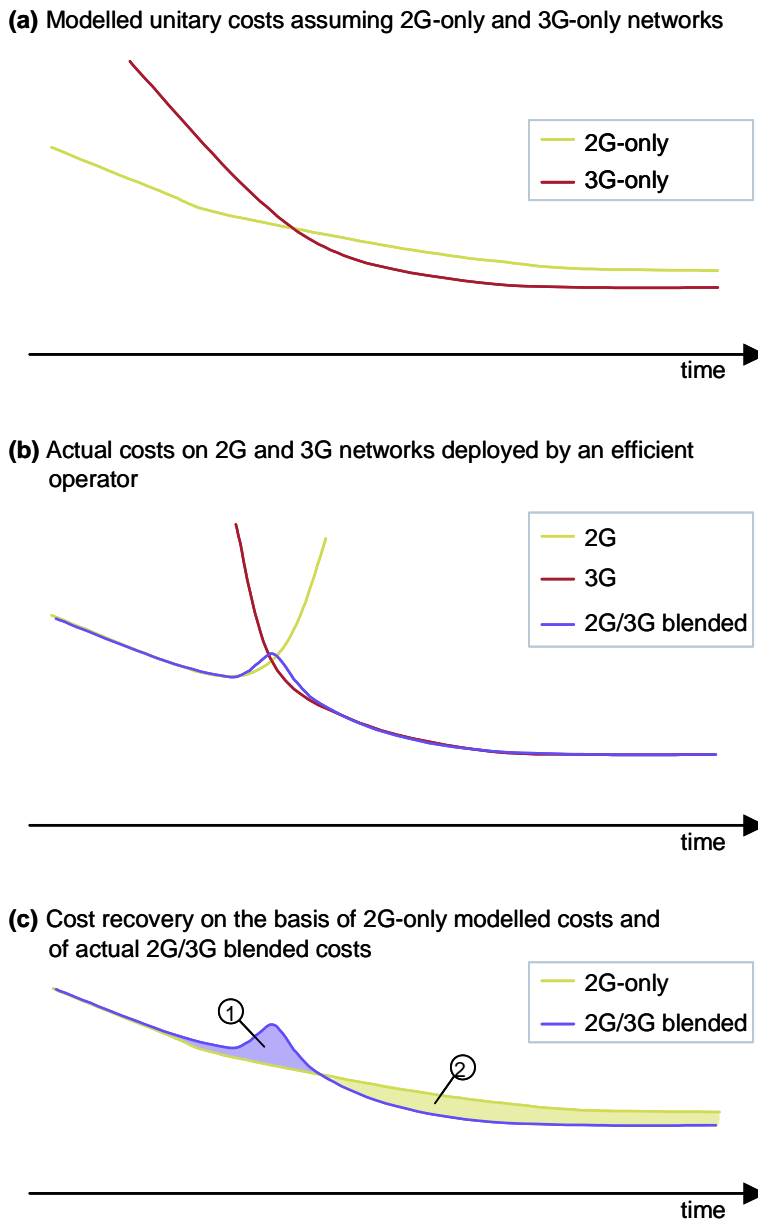 (a) Modelled unitary costs assuming 2G-only and 3G-only networks
2G-only
3G-only
time
(b) Actual costs on 2G and 3G networks deployed by an efficient
operator
2G
3G
2G/3G blended
time
(c) Cost recovery on the basis of 2G-only modelled costs and
of actual 2G/3G blended costs
2G-only
2G/3G blended
1
2
time